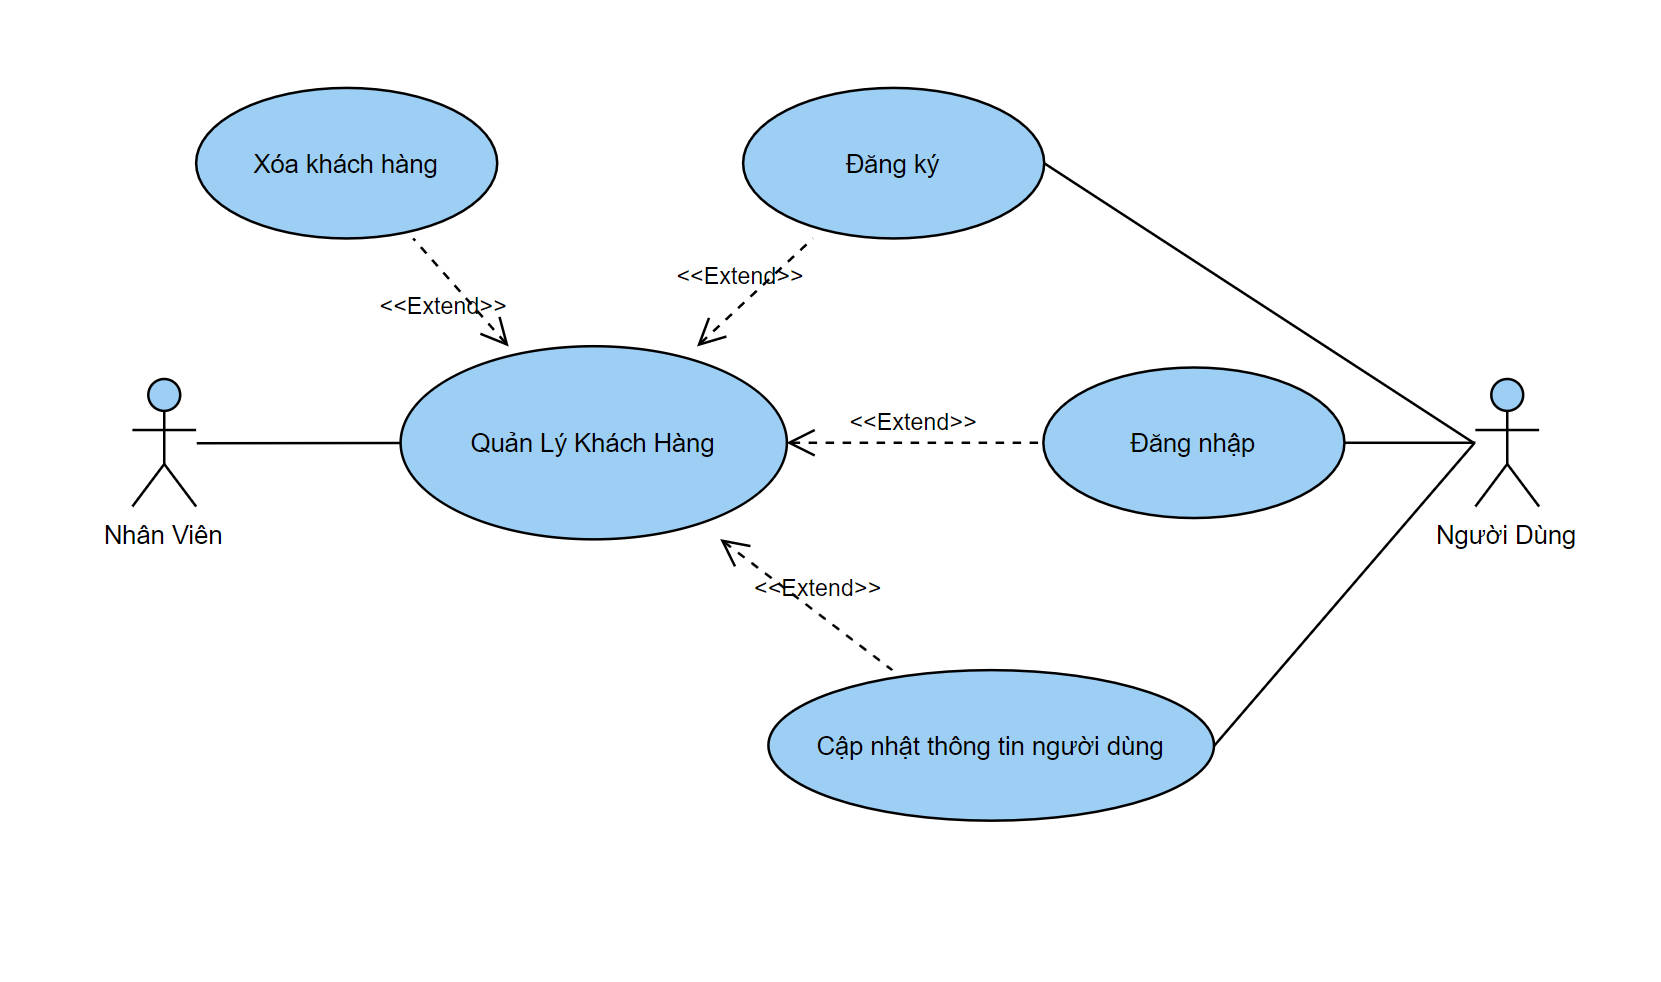 Xóa khách hàng
Đăng ký
<<Extend>>
<<Extend>>
Quản Lý Khách Hàng
<<Extend>>
Đăng nhập
Nhân Viên
Người Dùng
<<Extend>>
Cập nhật thông tin người dùng